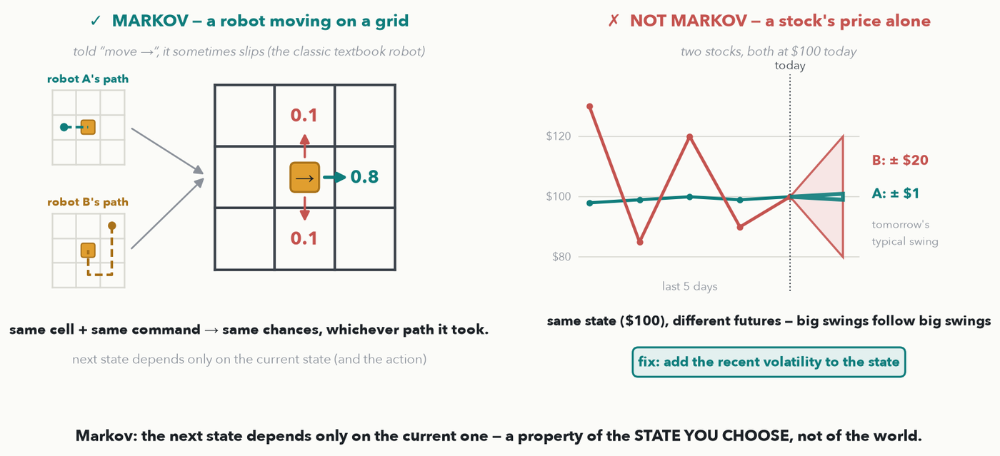 ✓ MARKOV — a robot moving on a grid
told “move →”, it sometimes slips (the classic textbook robot)
robot A's path
robot B's path
0.1
→
0.8
0.1
same cell + same command → same chances, whichever path it took.
next state depends only on the current state (and the action)
✗ NOT MARKOV — a stock's price alone
two stocks, both at $100 today
today
$120
$100
$80
B: ± $20
A: ± $1
tomorrow's
typical swing
last 5 days
same state ($100), different futures — big swings follow big swings
fix: add the recent volatility to the state
Markov: the next state depends only on the current one — a property of the STATE YOU CHOOSE, not of the world.